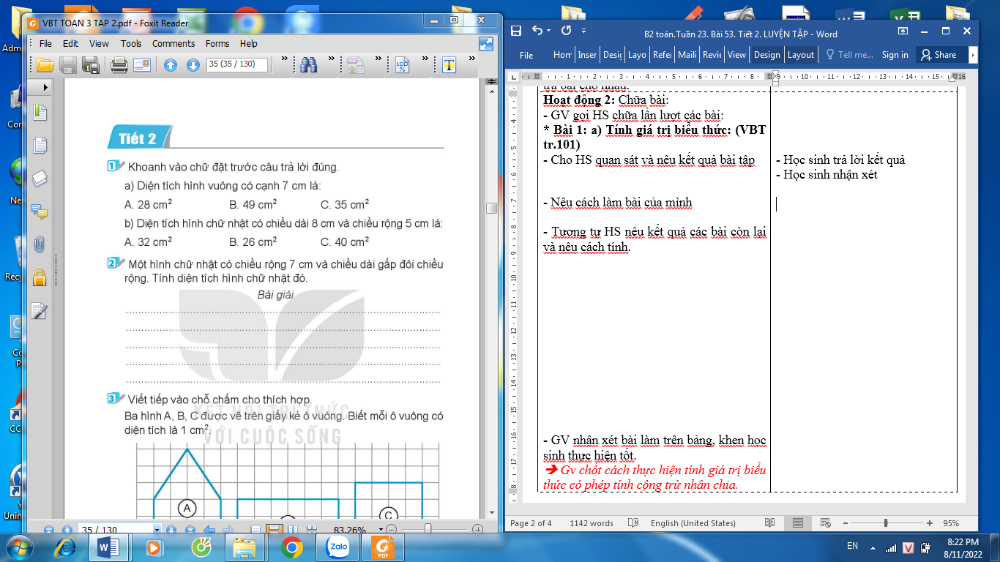 VBT TOAN 3 TAP 2.pdf - Foxit Reader
File Edit View Tools Comments Forms Help
35 (35 / 130)
Tiết 2
1 Khoanh vào chữ đặt trước câu trả lời đúng.
a) Diện tích hình vuông có cạnh 7 cm là:
A. 28 cm² B. 49 cm² C. 35 cm²
b) Diện tích hình chữ nhật có chiều dài 8 cm và chiều rộng 5 cm là:
A. 32 cm² B. 26 cm² C. 40 cm²
2 Một hình chữ nhật có chiều rộng 7 cm và chiều dài gấp đôi chiều
rộng. Tính diện tích hình chữ nhật đó.
Bài giải
3 Viết tiếp vào chỗ chấm cho thích hợp.
Ba hình A, B, C được vẽ trên giấy kẻ ô vuông. Biết mỗi ô vuông có
diện tích là 1 cm².
KẾT NỐI TRI THỨC
VỚI CUỘC SỐNG
A
C
35 / 130 83.26%
B2 toán.Tuần 23. Bài 53. Tiết 2. LUYỆN TẬP - Word
File Hom Inser Desig Layo Refer Maili Revie View Design Layout Tell me... Sign in Share
trả bài cho nhau.
Hoạt động 2: Chữa bài:
- GV gọi HS chữa lần lượt các bài:
* Bài 1: a) Tính giá trị biểu thức: (VBT
tr.101)
- Cho HS quan sát và nêu kết quả bài tập
- Nêu cách làm bài của mình
- Tương tự HS nêu kết quả các bài còn lại
và nêu cách tính.
- GV nhận xét bài làm trên bảng, khen học
sinh thực hiện tốt.
➔ Gv chốt cách thực hiện tính giá trị biểu
thức có phép tính cộng trừ nhân chia.
- Học sinh trả lời kết quả
- Học sinh nhận xét
Page 2 of 4 1142 words English (United States) 95%
Zalo
PDF
EN
8:22 PM
8/11/2022